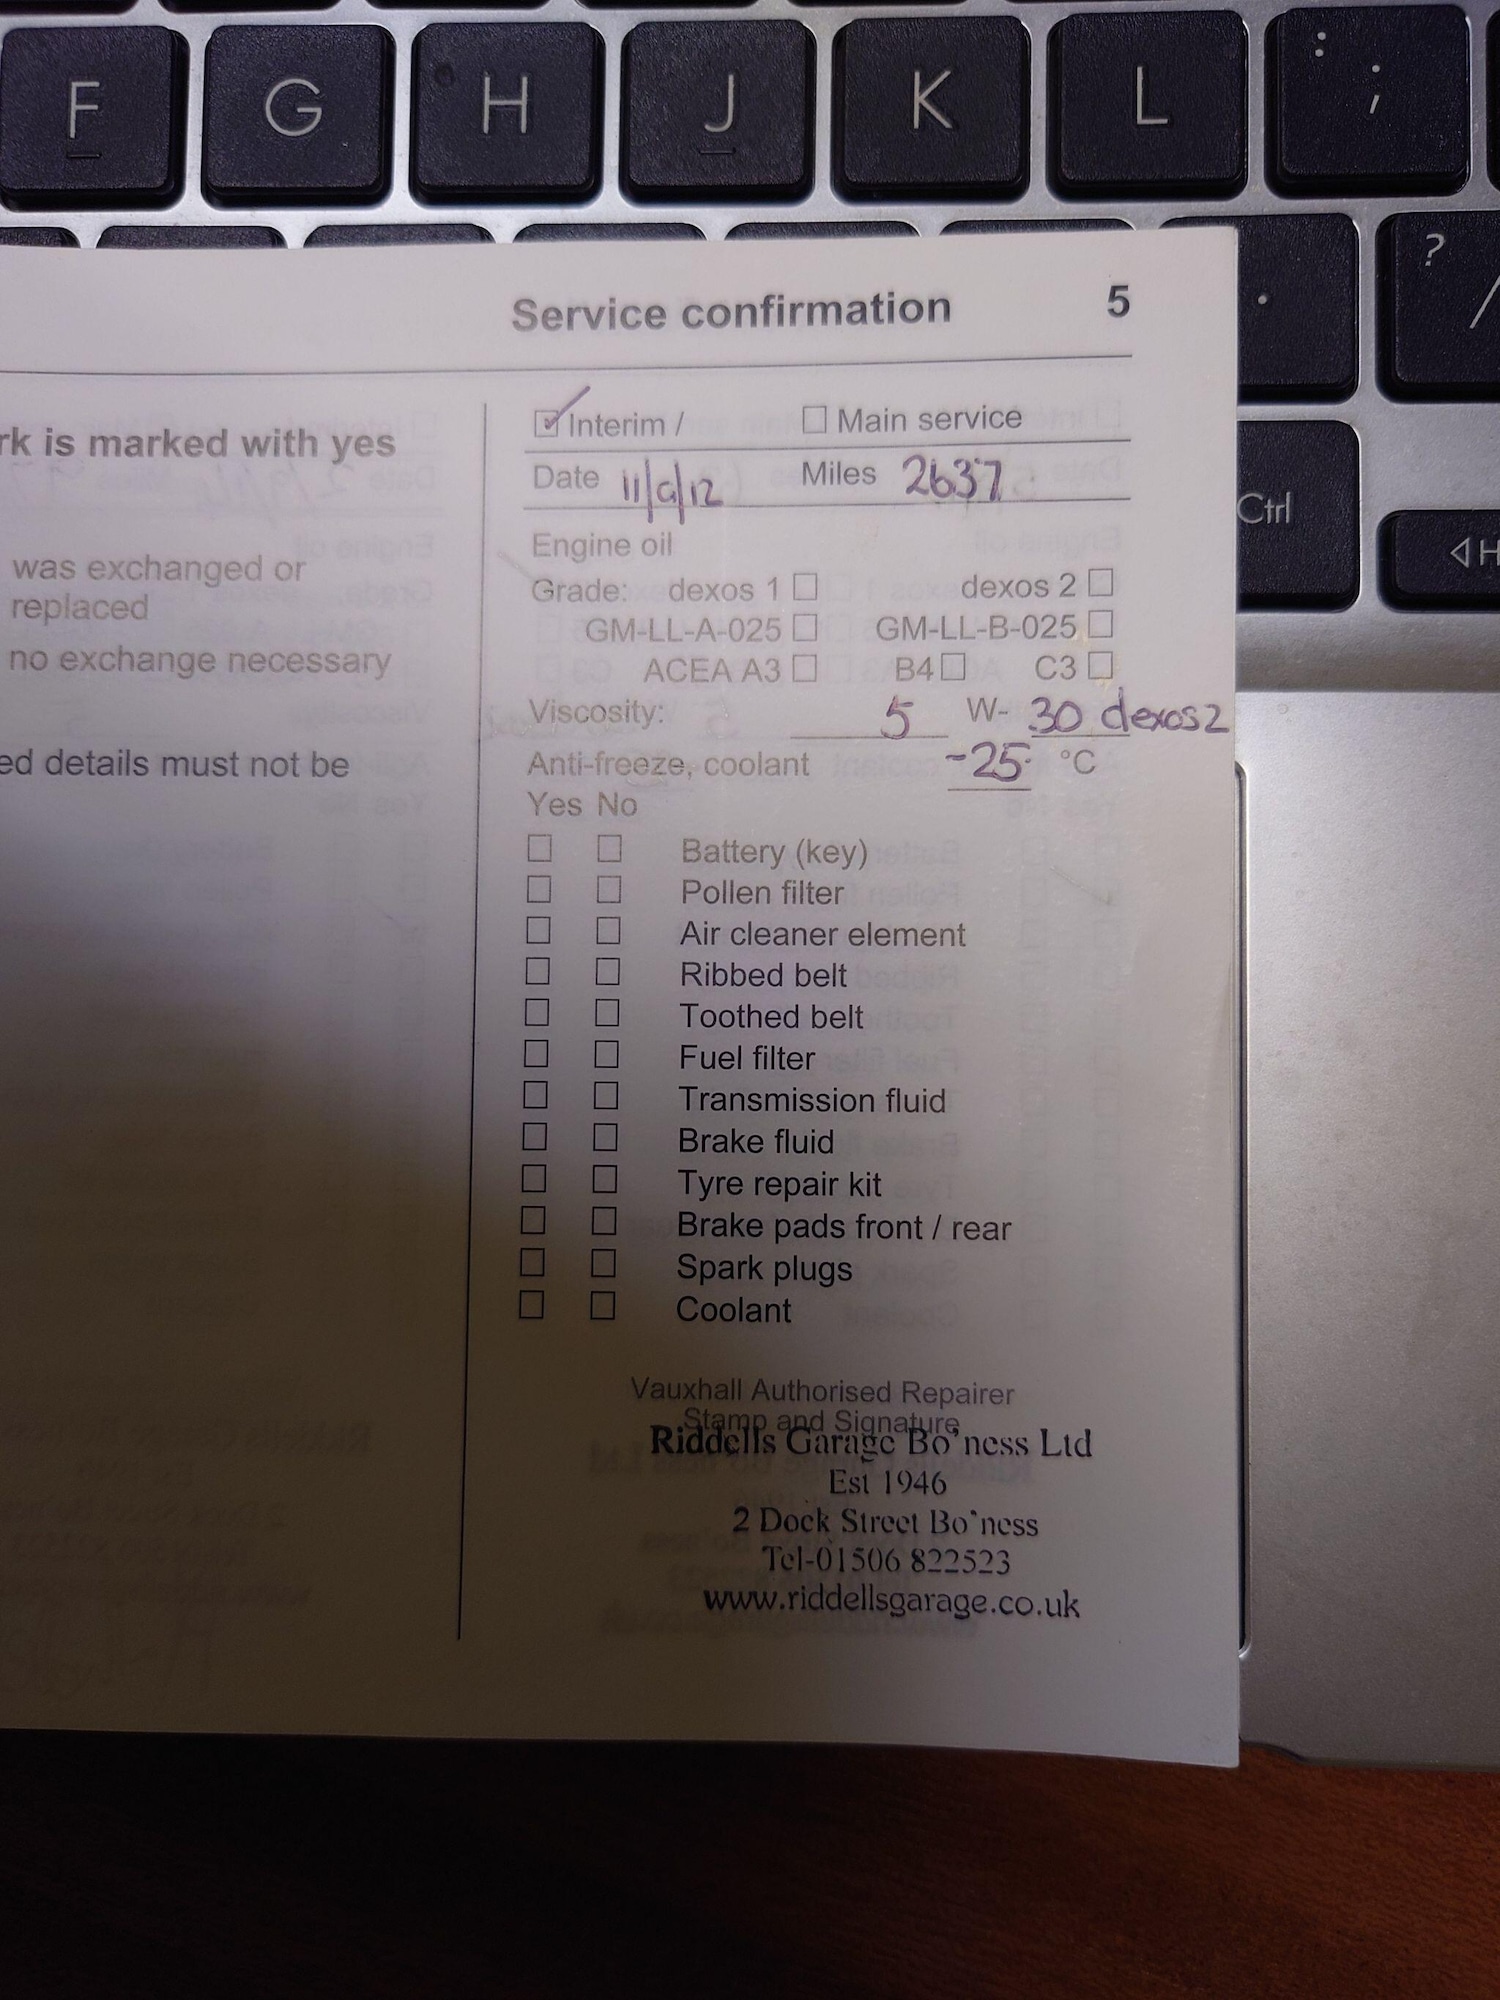 F G H J K L : ;
? /
.
Ctrl
◁H
Service confirmation 5
rk is marked with yes
was exchanged or
replaced
no exchange necessary
ed details must not be
☑ Interim / ☐ Main service
Date 11/9/12 Miles 2637
Engine oil
Grade: dexos 1 ☐ dexos 2 ☐
GM-LL-A-025 ☐ GM-LL-B-025 ☐
ACEA A3 ☐ B4 ☐ C3 ☐
Viscosity: 5 W- 30 dexos2
Anti-freeze, coolant -25 °C
Yes No
☐ ☐ Battery (key)
☐ ☐ Pollen filter
☐ ☐ Air cleaner element
☐ ☐ Ribbed belt
☐ ☐ Toothed belt
☐ ☐ Fuel filter
☐ ☐ Transmission fluid
☐ ☐ Brake fluid
☐ ☐ Tyre repair kit
☐ ☐ Brake pads front / rear
☐ ☐ Spark plugs
☐ ☐ Coolant
Vauxhall Authorised Repairer
Stamp and Signature
Riddells Garage Bo'ness Ltd
Est 1946
2 Dock Street Bo'ness
Tel-01506 822523
www.riddellsgarage.co.uk